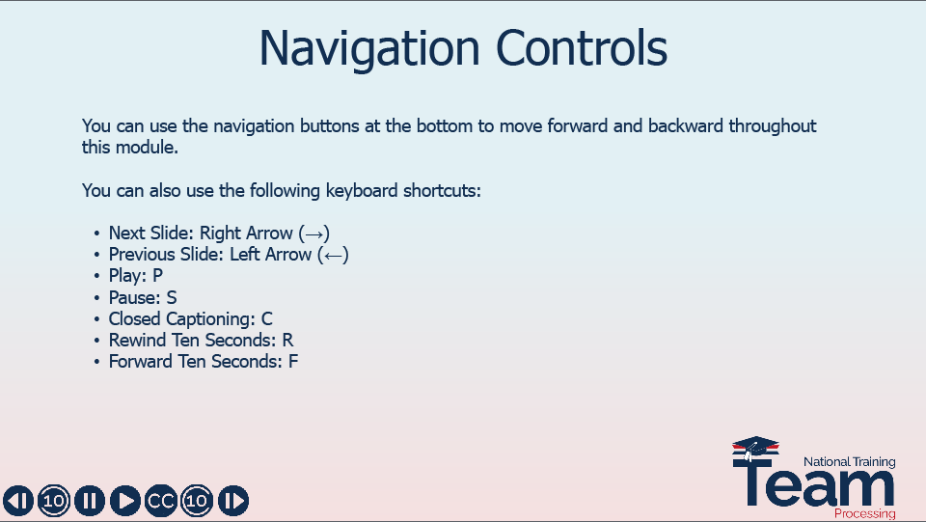 Navigation Controls
You can use the navigation buttons at the bottom to move forward and backward throughout
this module.
You can also use the following keyboard shortcuts:
• Next Slide: Right Arrow (→)
• Previous Slide: Left Arrow (←)
• Play: P
• Pause: S
• Closed Captioning: C
• Rewind Ten Seconds: R
• Forward Ten Seconds: F
National Training
Team
Processing
10 CC 10